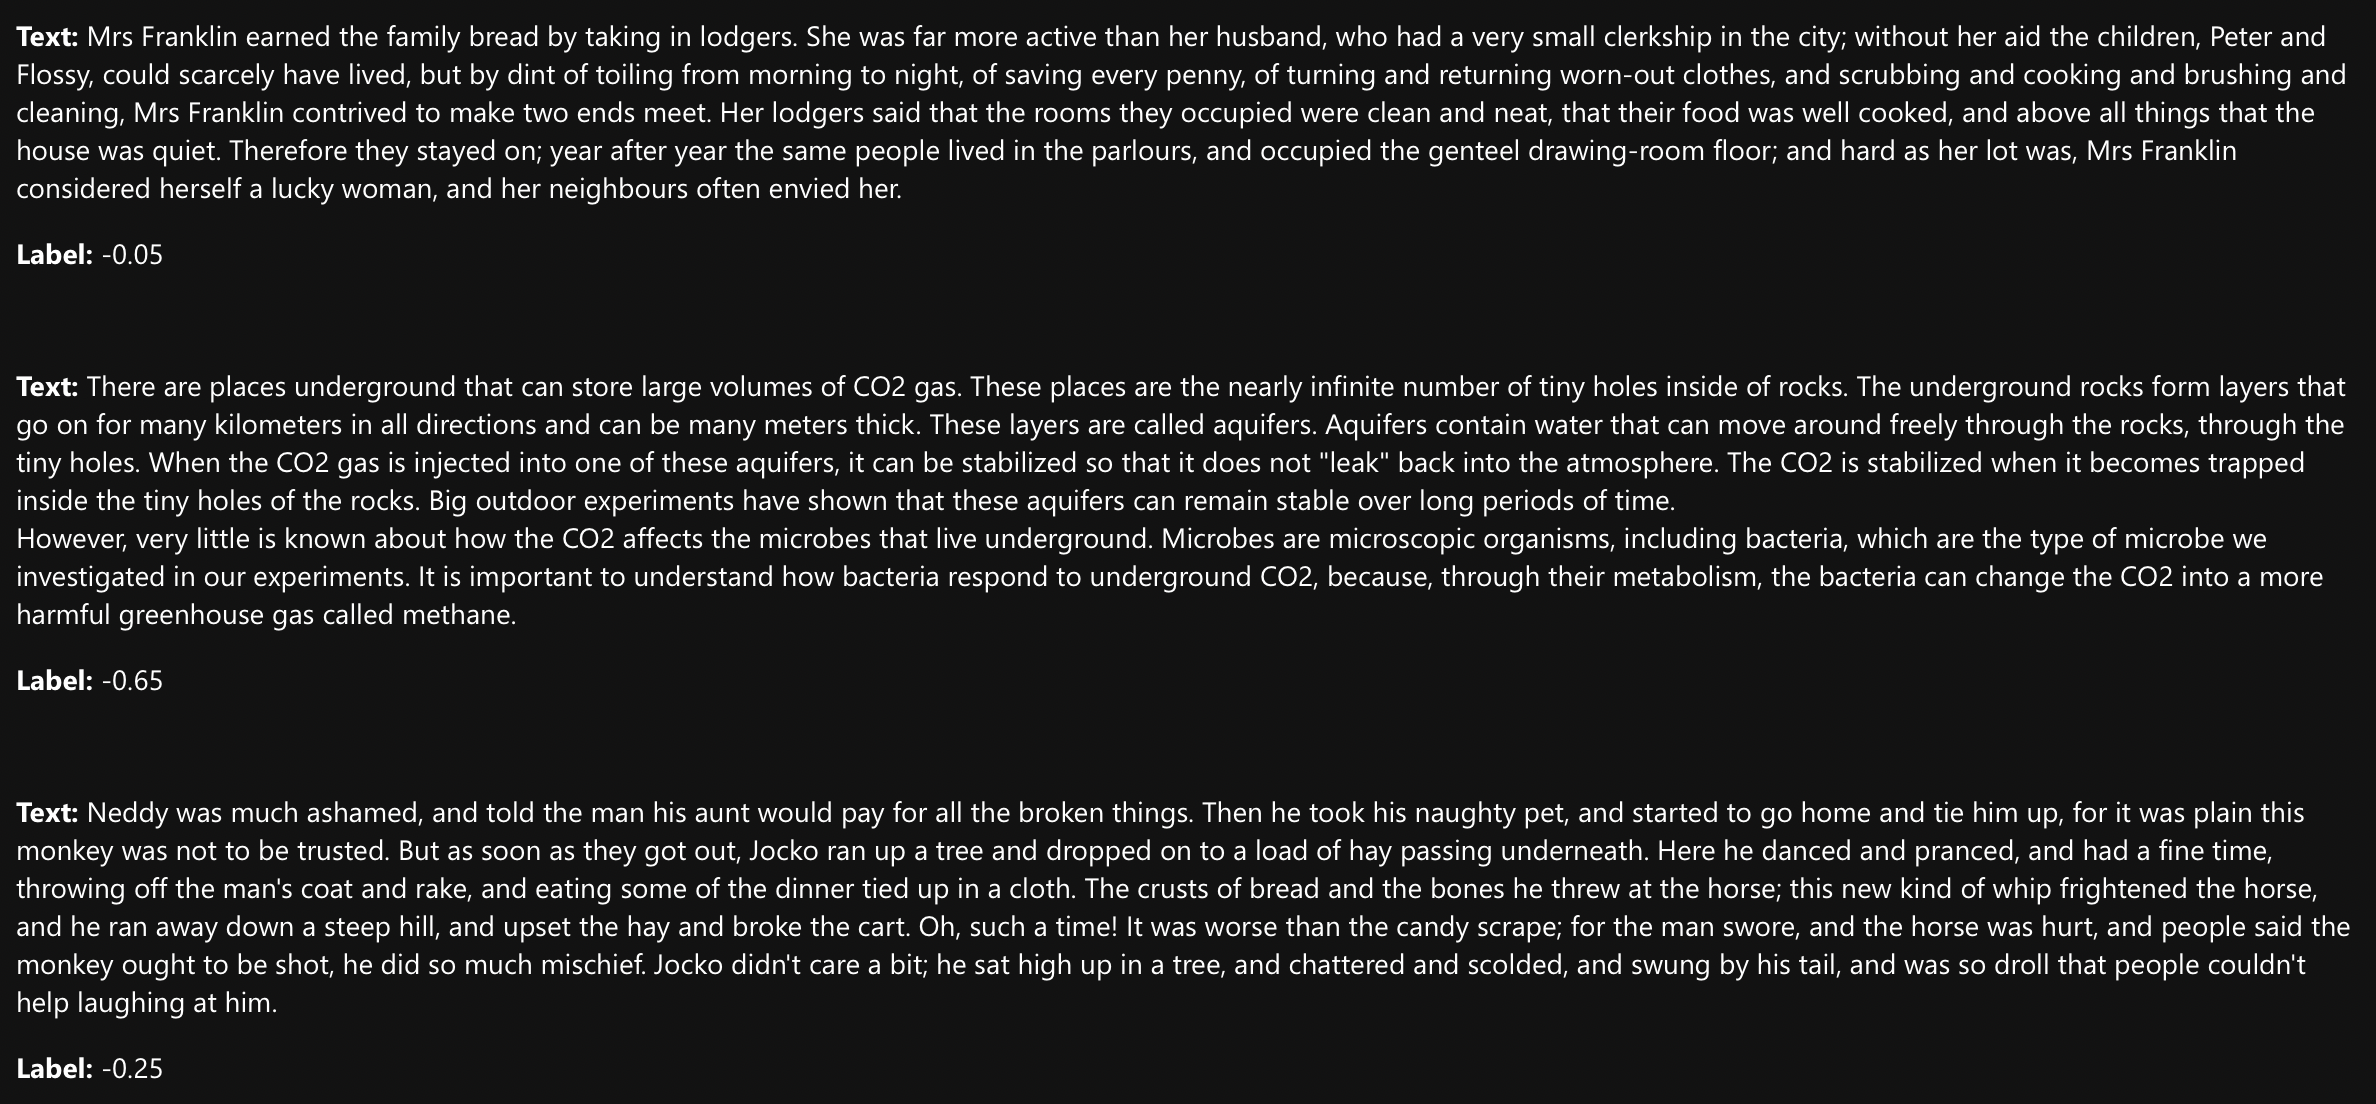 Text: Mrs Franklin earned the family bread by taking in lodgers. She was far more active than her husband, who had a very small clerkship in the city; without her aid the children, Peter and
Flossy, could scarcely have lived, but by dint of toiling from morning to night, of saving every penny, of turning and returning worn-out clothes, and scrubbing and cooking and brushing and
cleaning, Mrs Franklin contrived to make two ends meet. Her lodgers said that the rooms they occupied were clean and neat, that their food was well cooked, and above all things that the
house was quiet. Therefore they stayed on; year after year the same people lived in the parlours, and occupied the genteel drawing-room floor; and hard as her lot was, Mrs Franklin
considered herself a lucky woman, and her neighbours often envied her.
Label: -0.05
Text: There are places underground that can store large volumes of CO2 gas. These places are the nearly infinite number of tiny holes inside of rocks. The underground rocks form layers that
go on for many kilometers in all directions and can be many meters thick. These layers are called aquifers. Aquifers contain water that can move around freely through the rocks, through the
tiny holes. When the CO2 gas is injected into one of these aquifers, it can be stabilized so that it does not "leak" back into the atmosphere. The CO2 is stabilized when it becomes trapped
inside the tiny holes of the rocks. Big outdoor experiments have shown that these aquifers can remain stable over long periods of time.
However, very little is known about how the CO2 affects the microbes that live underground. Microbes are microscopic organisms, including bacteria, which are the type of microbe we
investigated in our experiments. It is important to understand how bacteria respond to underground CO2, because, through their metabolism, the bacteria can change the CO2 into a more
harmful greenhouse gas called methane.
Label: -0.65
Text: Neddy was much ashamed, and told the man his aunt would pay for all the broken things. Then he took his naughty pet, and started to go home and tie him up, for it was plain this
monkey was not to be trusted. But as soon as they got out, Jocko ran up a tree and dropped on to a load of hay passing underneath. Here he danced and pranced, and had a fine time,
throwing off the man's coat and rake, and eating some of the dinner tied up in a cloth. The crusts of bread and the bones he threw at the horse; this new kind of whip frightened the horse,
and he ran away down a steep hill, and upset the hay and broke the cart. Oh, such a time! It was worse than the candy scrape; for the man swore, and the horse was hurt, and people said the
monkey ought to be shot, he did so much mischief. Jocko didn't care a bit; he sat high up in a tree, and chattered and scolded, and swung by his tail, and was so droll that people couldn't
help laughing at him.
Label: -0.25